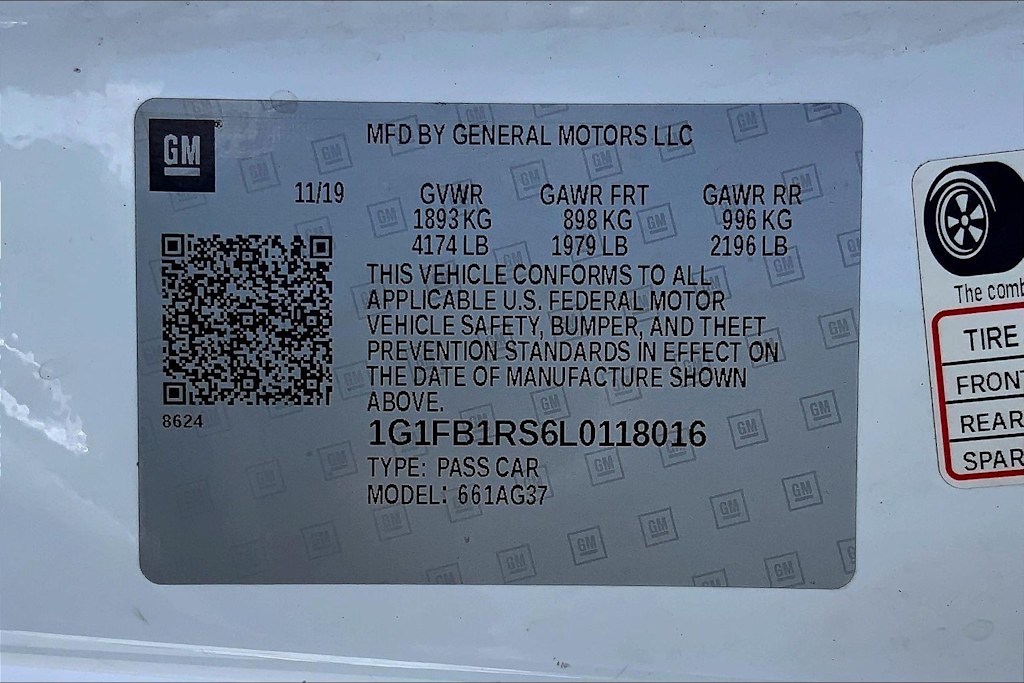 GM
MFD BY GENERAL MOTORS LLC
11/19 GVWR GAWR FRT GAWR RR
1893 KG 898 KG 996 KG
4174 LB 1979 LB 2196 LB
THIS VEHICLE CONFORMS TO ALL
APPLICABLE U.S. FEDERAL MOTOR
VEHICLE SAFETY, BUMPER, AND THEFT
PREVENTION STANDARDS IN EFFECT ON
THE DATE OF MANUFACTURE SHOWN
ABOVE.
8624
1G1FB1RS6L0118016
TYPE: PASS CAR
MODEL: 661AG37
The comb
TIRE
FRONT
REAR
SPAR